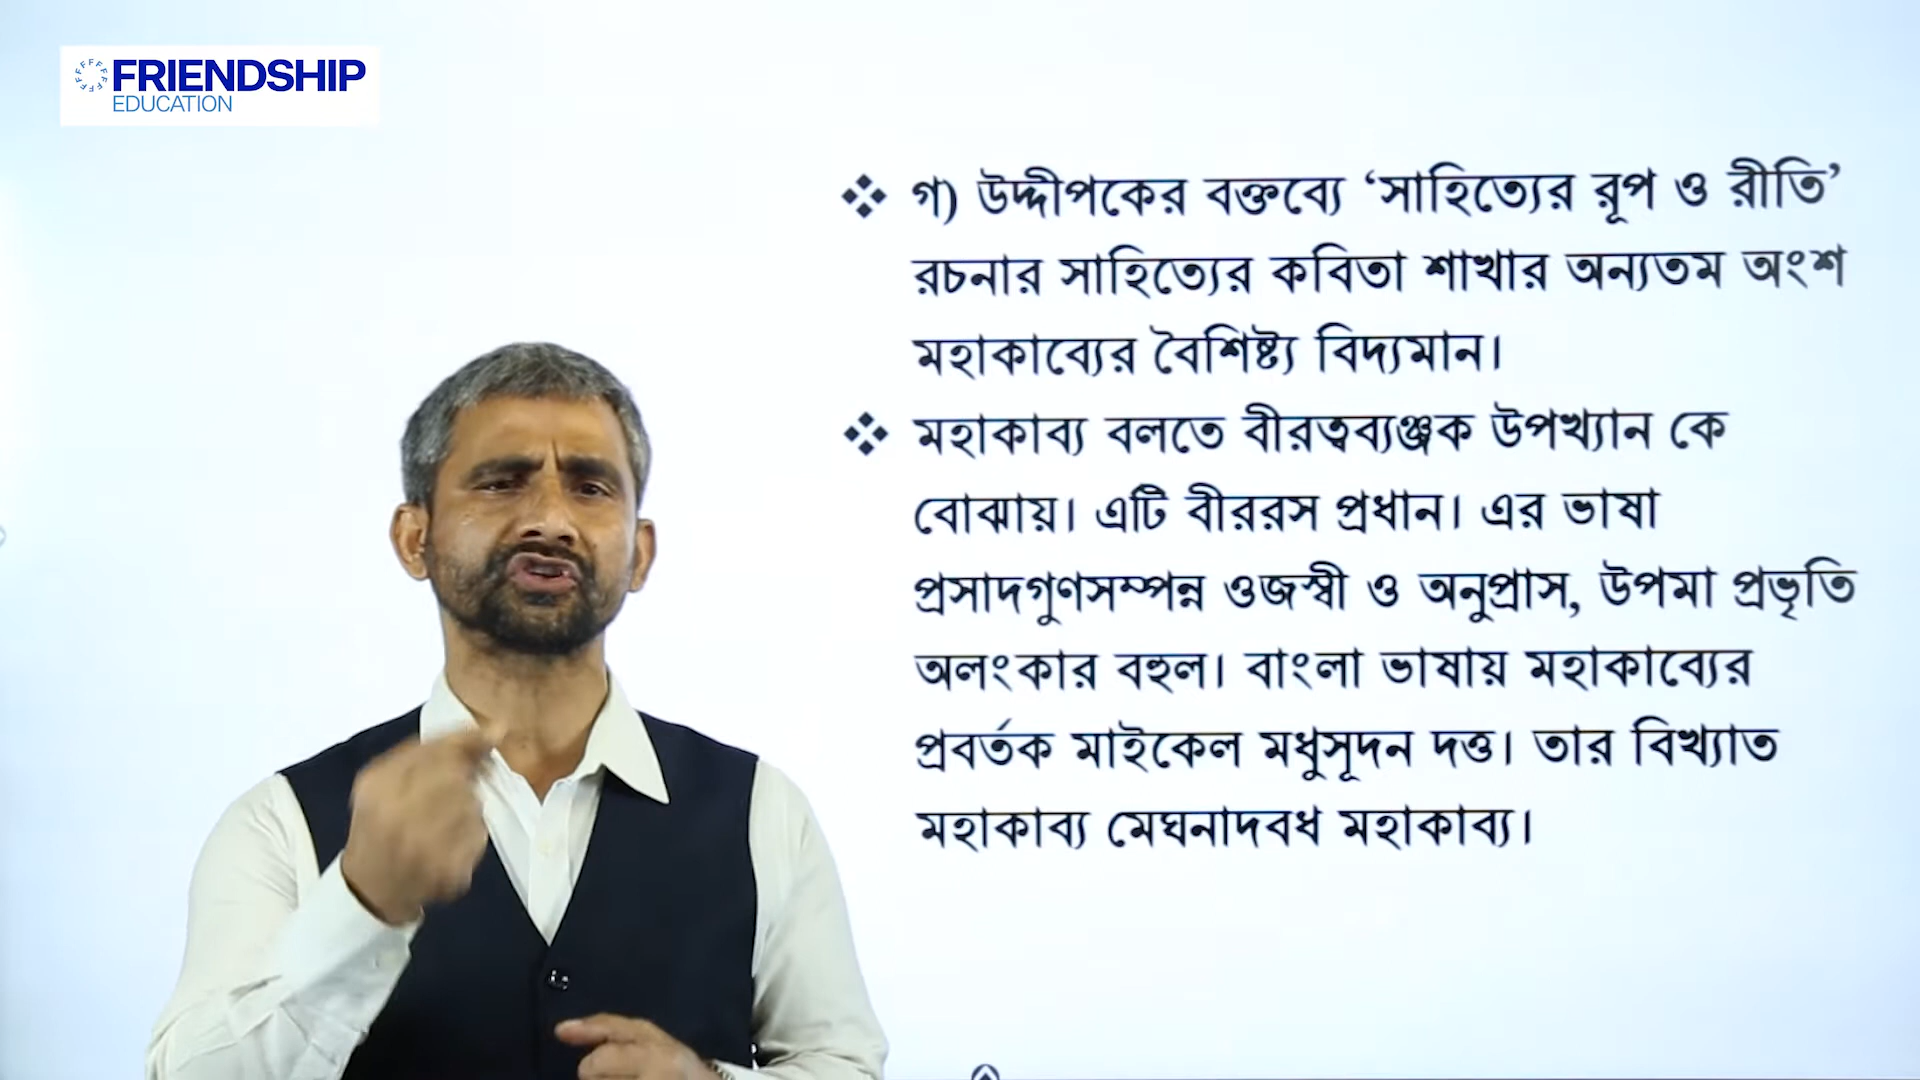 FRIENDSHIP
EDUCATION
❖ গ) উদ্দীপকের বক্তব্যে ‘সাহিত্যের রূপ ও রীতি’
রচনার সাহিত্যের কবিতা শাখার অন্যতম অংশ
মহাকাব্যের বৈশিষ্ট্য বিদ্যমান।
❖ মহাকাব্য বলতে বীরত্বব্যঞ্জক উপখ্যান কে
বোঝায়। এটি বীররস প্রধান। এর ভাষা
প্রসাদগুণসম্পন্ন ওজস্বী ও অনুপ্রাস, উপমা প্রভৃতি
অলংকার বহুল। বাংলা ভাষায় মহাকাব্যের
প্রবর্তক মাইকেল মধুসূদন দত্ত। তার বিখ্যাত
মহাকাব্য মেঘনাদবধ মহাকাব্য।